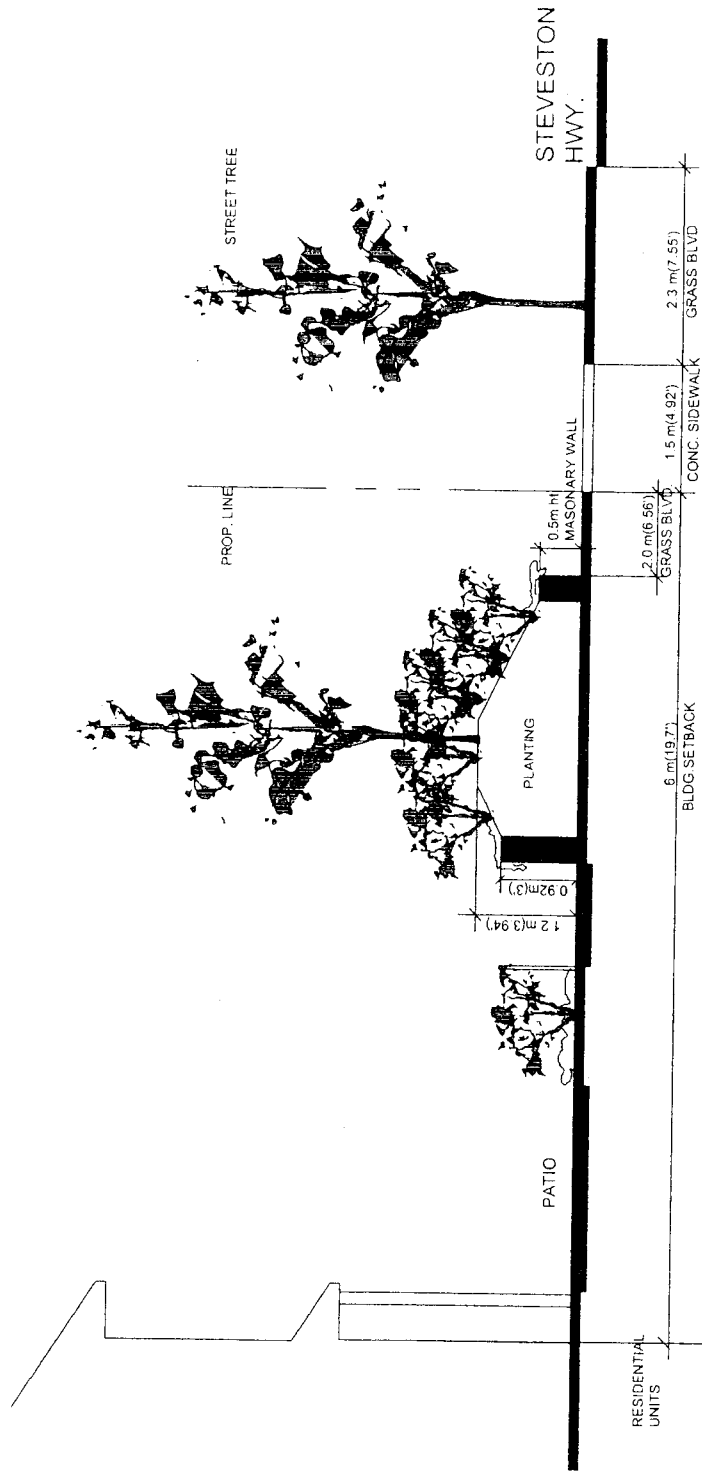 STREET TREE
PROP. LINE
STEVESTON
HWY.
0.5m ht
MASONARY WALL
PLANTING
0.92m(3')
1.2 m(3.94')
PATIO
RESIDENTIAL
UNITS
6 m(19.7')
BLDG.SETBACK
2.0 m(6.56')
GRASS BLVD.
1.5 m(4.92')
CONC. SIDEWALK
2.3 m(7.55')
GRASS BLVD